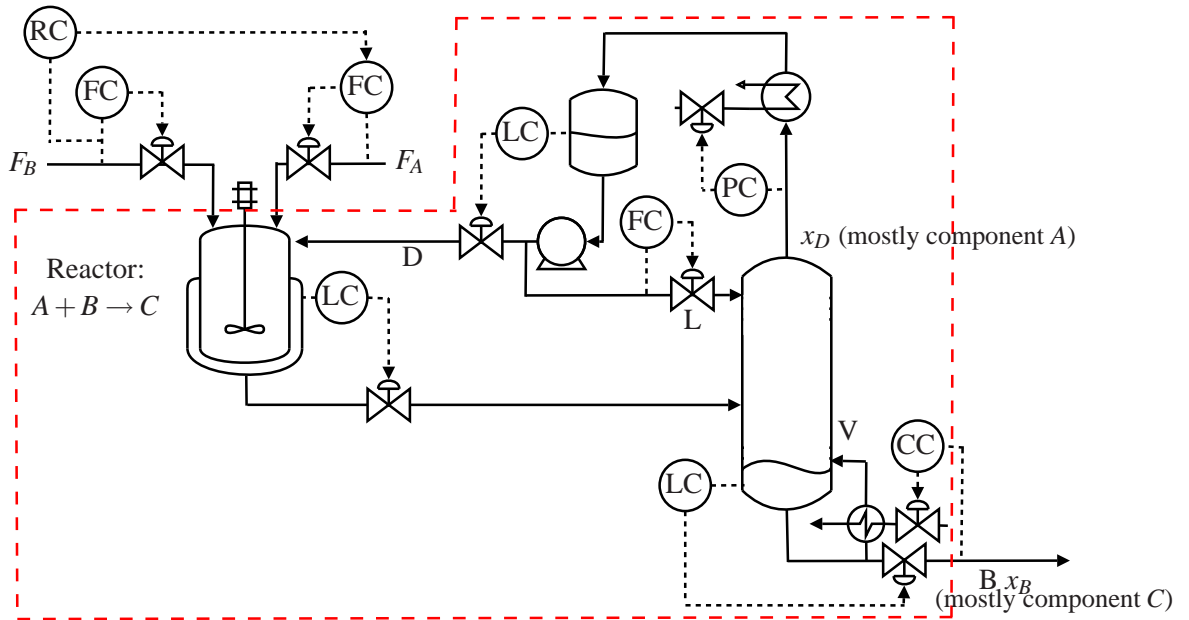 RC
FC
FC
F_B
F_A
LC
PC
FC
x_D (mostly component A)
D
Reactor:
A + B → C
LC
L
V
CC
LC
B x_B
(mostly component C)